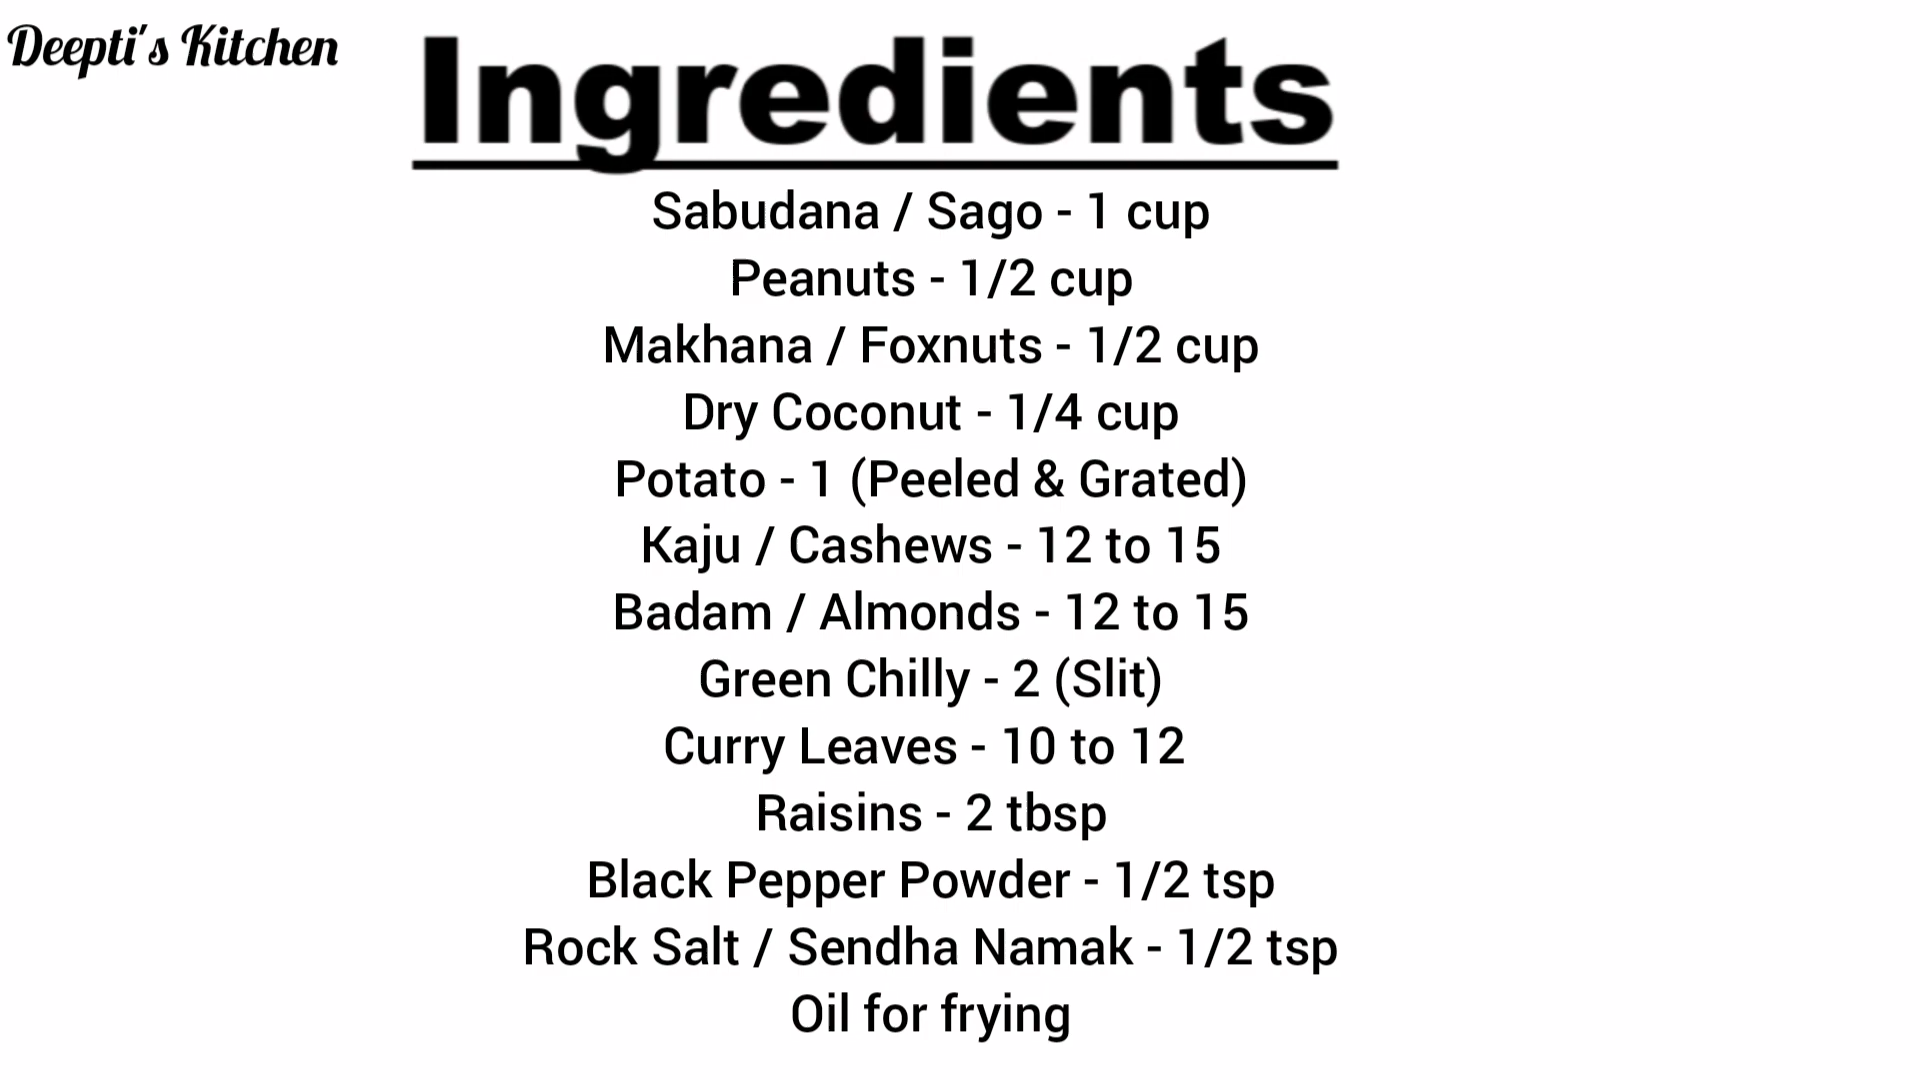 Deepti's Kitchen
Ingredients
Sabudana / Sago - 1 cup
Peanuts - 1/2 cup
Makhana / Foxnuts - 1/2 cup
Dry Coconut - 1/4 cup
Potato - 1 (Peeled & Grated)
Kaju / Cashews - 12 to 15
Badam / Almonds - 12 to 15
Green Chilly - 2 (Slit)
Curry Leaves - 10 to 12
Raisins - 2 tbsp
Black Pepper Powder - 1/2 tsp
Rock Salt / Sendha Namak - 1/2 tsp
Oil for frying